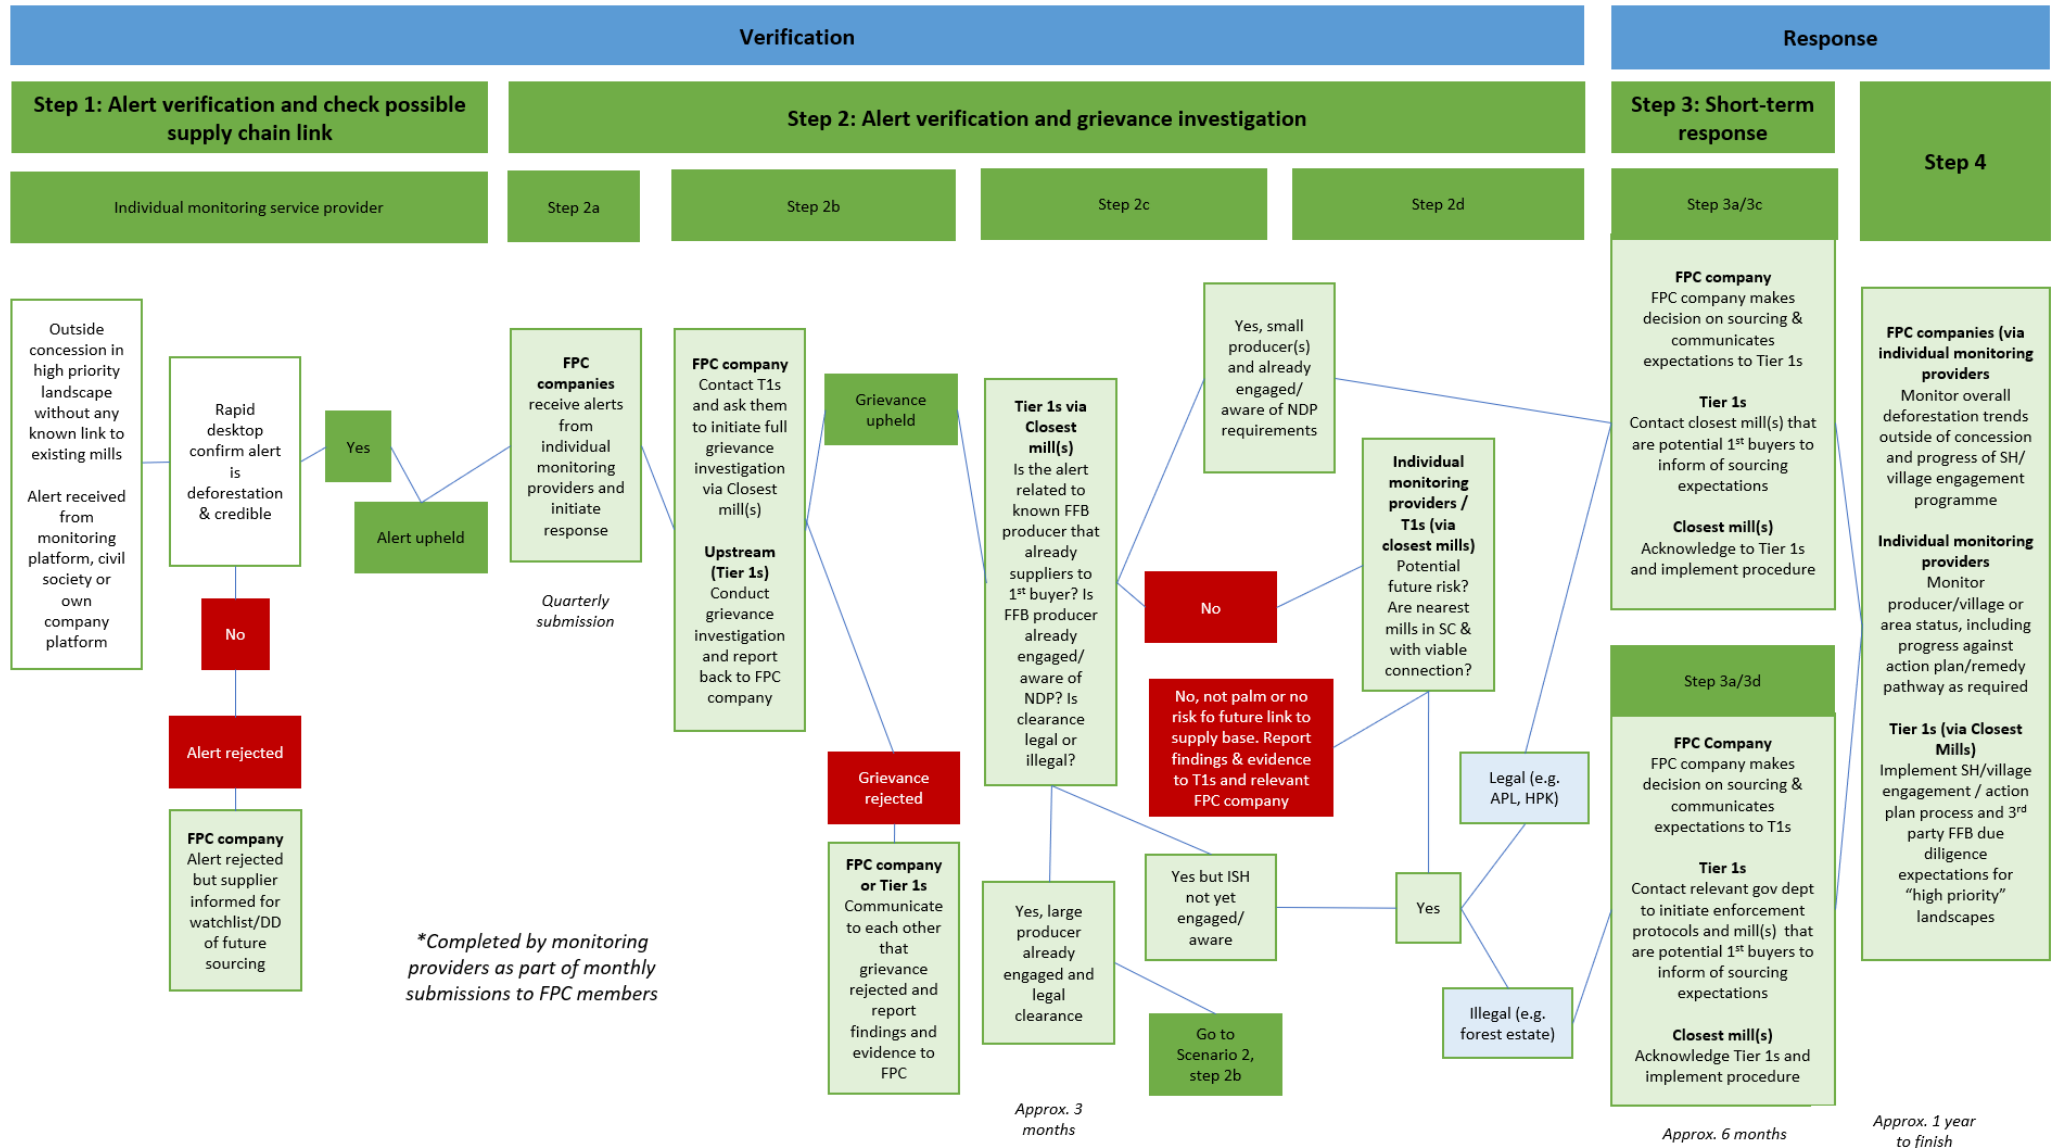 Verification
Response
Step 1: Alert verification and check possible
supply chain link
Step 2: Alert verification and grievance investigation
Step 3: Short-term
response
Step 4
Individual monitoring service provider
Step 2a
Step 2b
Step 2c
Step 2d
Step 3a/3c
Outside
concession in
high priority
landscape
without any
known link to
existing mills
Alert received
from
monitoring
platform, civil
society or
own
company
platform
Rapid
desktop
confirm alert
is
deforestation
& credible
Yes
Alert upheld
No
Alert rejected
FPC company
Alert rejected
but supplier
informed for
watchlist/DD
of future
sourcing
FPC
companies
receive alerts
from
individual
monitoring
providers and
initiate
response
Quarterly
submission
*Completed by monitoring
providers as part of monthly
submissions to FPC members
FPC company
Contact T1s
and ask them
to initiate full
grievance
investigation
via Closest
mill(s)
Upstream
(Tier 1s)
Conduct
grievance
investigation
and report
back to FPC
company
Grievance
upheld
Grievance
rejected
FPC company
or Tier 1s
Communicate
to each other
that
grievance
rejected and
report
findings and
evidence to
FPC
Tier 1s via
Closest
mill(s)
Is the alert
related to
known FFB
producer that
already
suppliers to
1st buyer? Is
FFB producer
already
engaged/
aware of
NDP? Is
clearance
legal or
illegal?
Yes, large
producer
already
engaged and
legal
clearance
Approx. 3
months
Yes, small
producer(s)
and already
engaged/
aware of NDP
requirements
No
No, not palm or no
risk fo future link to
supply base. Report
findings & evidence
to T1s and relevant
FPC company
Yes but ISH
not yet
engaged/
aware
Go to
Scenario 2,
step 2b
Individual
monitoring
providers /
T1s (via
closest mills)
Potential
future risk?
Are nearest
mills in SC &
with viable
connection?
Yes
Legal (e.g.
APL, HPK)
Illegal (e.g.
forest estate)
FPC company
FPC company makes
decision on sourcing &
communicates
expectations to Tier 1s
Tier 1s
Contact closest mill(s) that
are potential 1st buyers to
inform of sourcing
expectations
Closest mill(s)
Acknowledge to Tier 1s
and implement procedure
Step 3a/3d
FPC Company
FPC company makes
decision on sourcing &
communicates
expectations to T1s
Tier 1s
Contact relevant gov dept
to initiate enforcement
protocols and mill(s) that
are potential 1st buyers to
inform of sourcing
expectations
Closest mill(s)
Acknowledge Tier 1s and
implement procedure
Approx. 6 months
FPC companies (via
individual monitoring
providers
Monitor overall
deforestation trends
outside of concession
and progress of SH/
village engagement
programme
Individual monitoring
providers
Monitor
producer/village or
area status, including
progress against
action plan/remedy
pathway as required
Tier 1s (via Closest
Mills)
Implement SH/village
engagement / action
plan process and 3rd
party FFB due
diligence
expectations for
“high priority”
landscapes
Approx. 1 year
to finish